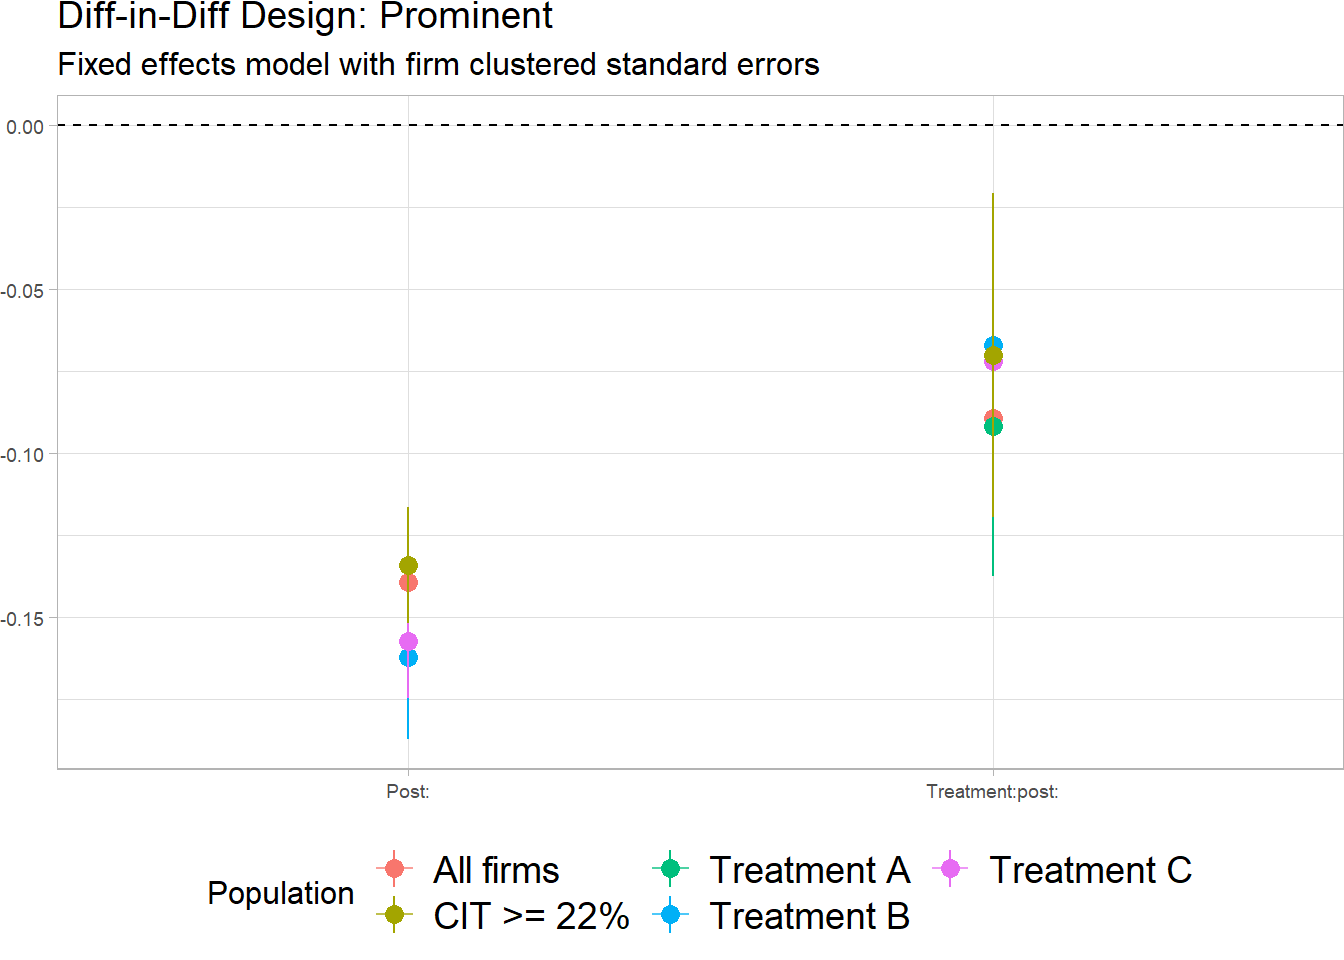 Diff-in-Diff Design: Prominent
Fixed effects model with firm clustered standard errors
0.00
-0.05
-0.10
-0.15
Post:
Treatment:post:
Population
All firms
Treatment A
Treatment C
CIT >= 22%
Treatment B